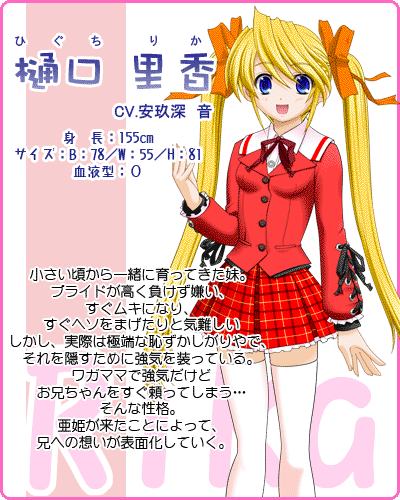 ひぐち りか
樋口 里香
CV.安玖深 音
身 長:155cm
サイズ:B:78/W:55/H:81
血液型:O
小さい頃から一緒に育ってきた妹。
プライドが高く負けず嫌い、
すぐムキになり、
すぐヘソをまげたりと気難しい
しかし、実際は極端な恥ずかしがりやで、
それを隠すために強気を装っている。
ワガママで強気だけど
お兄ちゃんをすぐ頼ってしまう…
そんな性格。
亜姫が来たことによって、
兄への想いが表面化していく。
RIKA